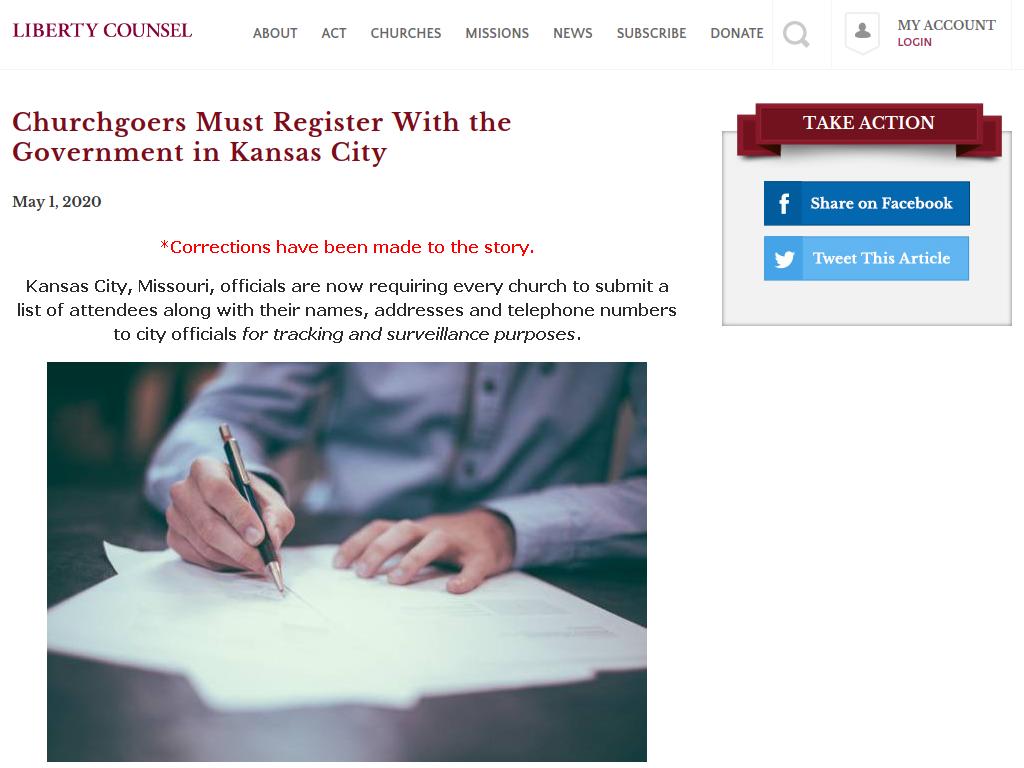 LIBERTY COUNSEL
ABOUT ACT CHURCHES MISSIONS NEWS SUBSCRIBE DONATE
MY ACCOUNT
LOGIN
Churchgoers Must Register With the
Government in Kansas City
May 1, 2020
*Corrections have been made to the story.
Kansas City, Missouri, officials are now requiring every church to submit a
list of attendees along with their names, addresses and telephone numbers
to city officials for tracking and surveillance purposes.
TAKE ACTION
f Share on Facebook
Tweet This Article